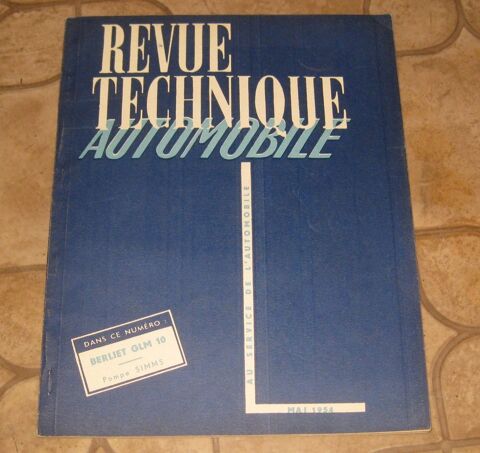 REVUE
TECHNIQUE
AUTOMOBILE
AU SERVICE DE L'AUTOMOBILE
DANS CE NUMÉRO :
BERLIET GLM 10
Pompe SIMMS
MAI 1954